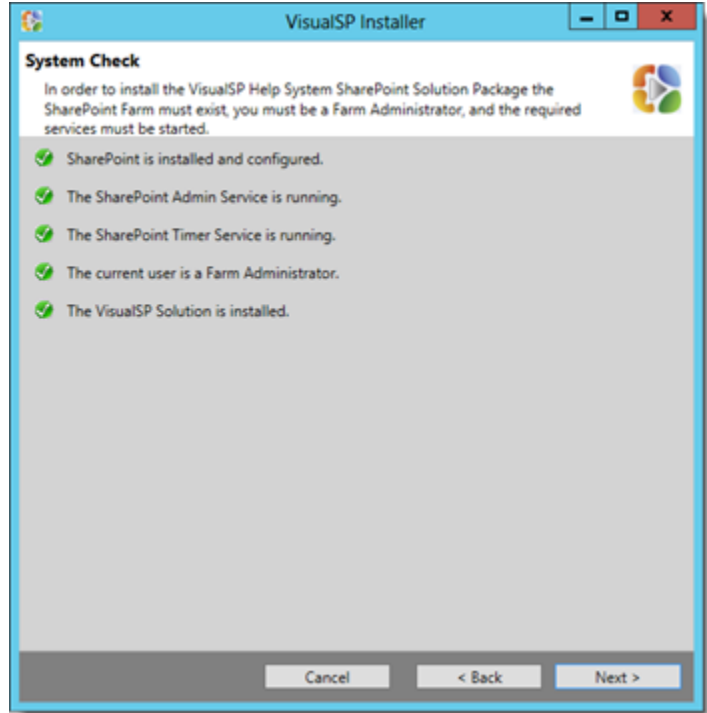 VisualSP Installer
System Check
In order to install the VisualSP Help System SharePoint Solution Package the
SharePoint Farm must exist, you must be a Farm Administrator, and the required
services must be started.
SharePoint is installed and configured.
The SharePoint Admin Service is running.
The SharePoint Timer Service is running.
The current user is a Farm Administrator.
The VisualSP Solution is installed.
Cancel
< Back
Next >